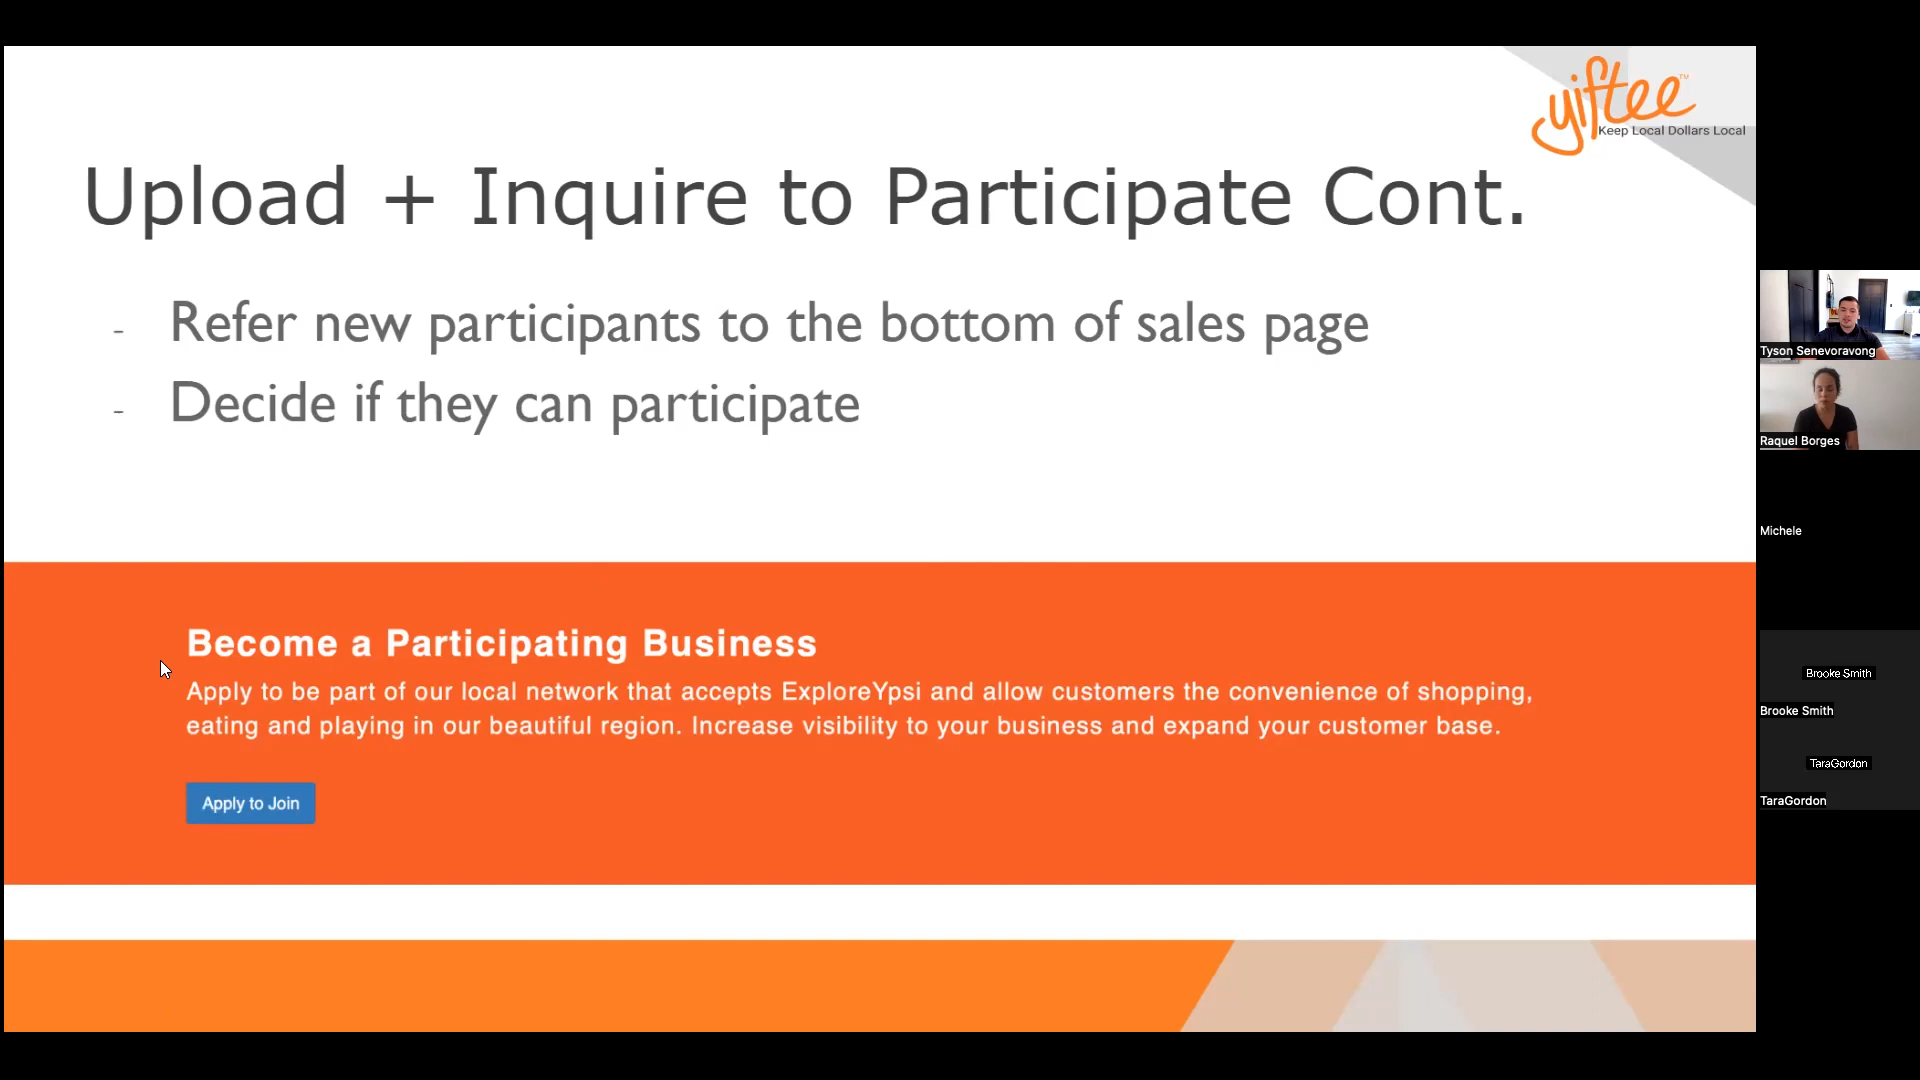 yiftee™
Keep Local Dollars Local
Upload + Inquire to Participate Cont.
- Refer new participants to the bottom of sales page
- Decide if they can participate
Become a Participating Business
Apply to be part of our local network that accepts ExploreYpsi and allow customers the convenience of shopping,
eating and playing in our beautiful region. Increase visibility to your business and expand your customer base.
Apply to Join
Tyson Senevoravong
Raquel Borges
Michele
Brooke Smith
Brooke Smith
TaraGordon
TaraGordon